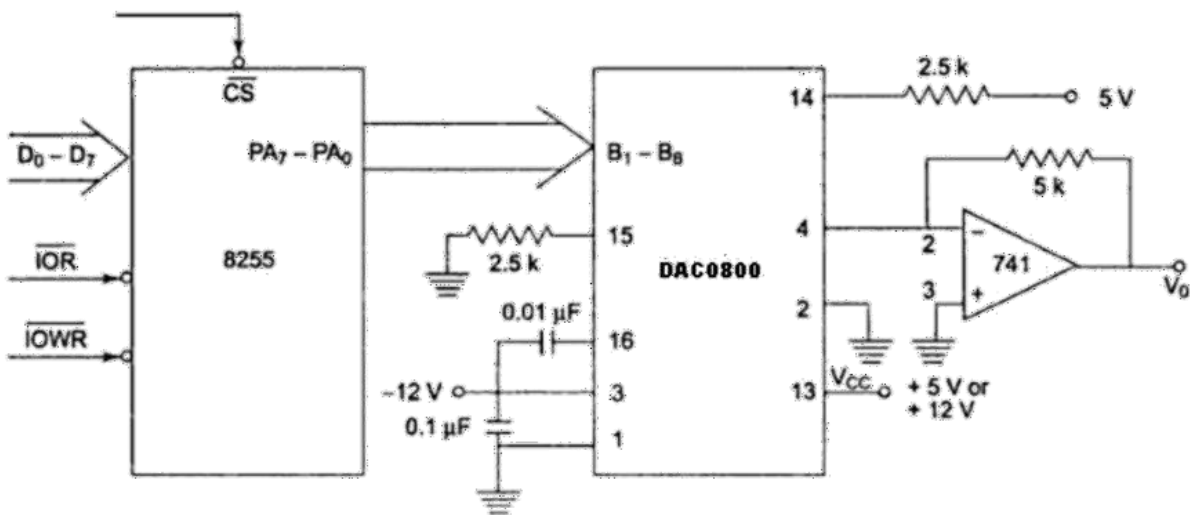 CS
D0 – D7
IOR
IOWR
PA7 – PA0
8255
B1 – B8
15
2.5 k
0.01 µF
16
–12 V
3
0.1 µF
1
DAC0800
14
2.5 k
5 V
5 k
4
2
–
741
3
+
V0
2
13
VCC
+ 5 V or
+ 12 V